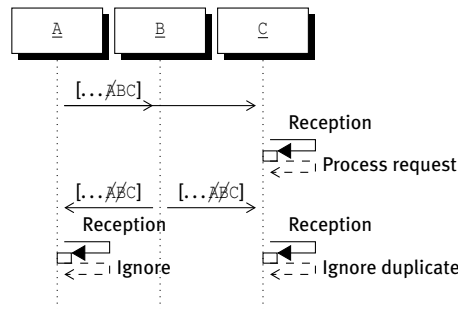 A B C
[...ABC]
Reception
Process request
[...ABC] [...ABC]
Reception Reception
Ignore Ignore duplicate